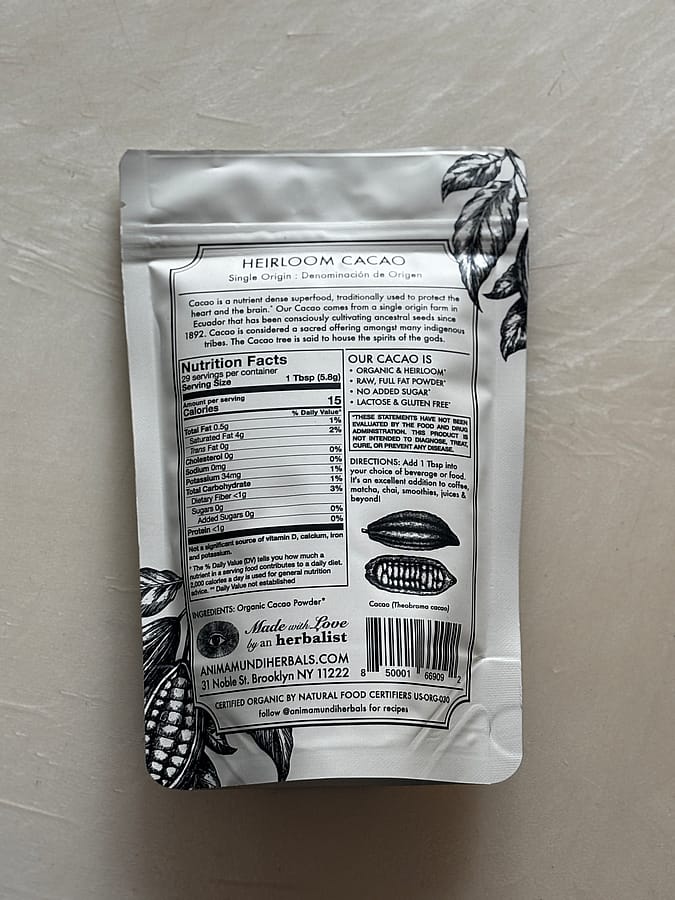 HEIRLOOM CACAO
Single Origin : Denominación de Origen
Cacao is a nutrient dense superfood, traditionally used to protect the
heart and the brain.* Our Cacao comes from a single origin farm in
Ecuador that has been consciously cultivating ancestral seeds since
1892. Cacao is considered a sacred offering amongst many indigenous
tribes. The Cacao tree is said to house the spirits of the gods.
Nutrition Facts
29 servings per container
Serving Size 1 Tbsp (5.8g)
Amount per serving
Calories 15
% Daily Value*
Total Fat 0.5g 1%
Saturated Fat 4g 2%
Trans Fat 0g
Cholesterol 0g 0%
Sodium 0mg 0%
Potassium 34mg 1%
Total Carbohydrate 1%
Dietary Fiber <1g 3%
Sugars 0g
Added Sugars 0g 0%
Protein <1g 0%
Not a significant source of vitamin D, calcium, iron
and potassium.
* The % Daily Value (DV) tells you how much a
nutrient in a serving food contributes to a daily diet.
2,000 calories a day is used for general nutrition
advice. ** Daily Value not established
OUR CACAO IS
• ORGANIC & HEIRLOOM*
• RAW, FULL FAT POWDER*
• NO ADDED SUGAR*
• LACTOSE & GLUTEN FREE*
*THESE STATEMENTS HAVE NOT BEEN
EVALUATED BY THE FOOD AND DRUG
ADMINISTRATION. THIS PRODUCT IS
NOT INTENDED TO DIAGNOSE, TREAT,
CURE, OR PREVENT ANY DISEASE.
DIRECTIONS: Add 1 Tbsp into
your choice of beverage or food.
It's an excellent addition to coffee,
matcha, chai, smoothies, juices &
beyond!
Cacao (Theobroma cacao)
INGREDIENTS: Organic Cacao Powder*
Made with Love
by an herbalist
ANIMAMUNDIHERBALS.COM
31 Noble St. Brooklyn NY 11222
8 50001 66909 2
CERTIFIED ORGANIC BY NATURAL FOOD CERTIFIERS US-ORG-030
follow @animamundiherbals for recipes